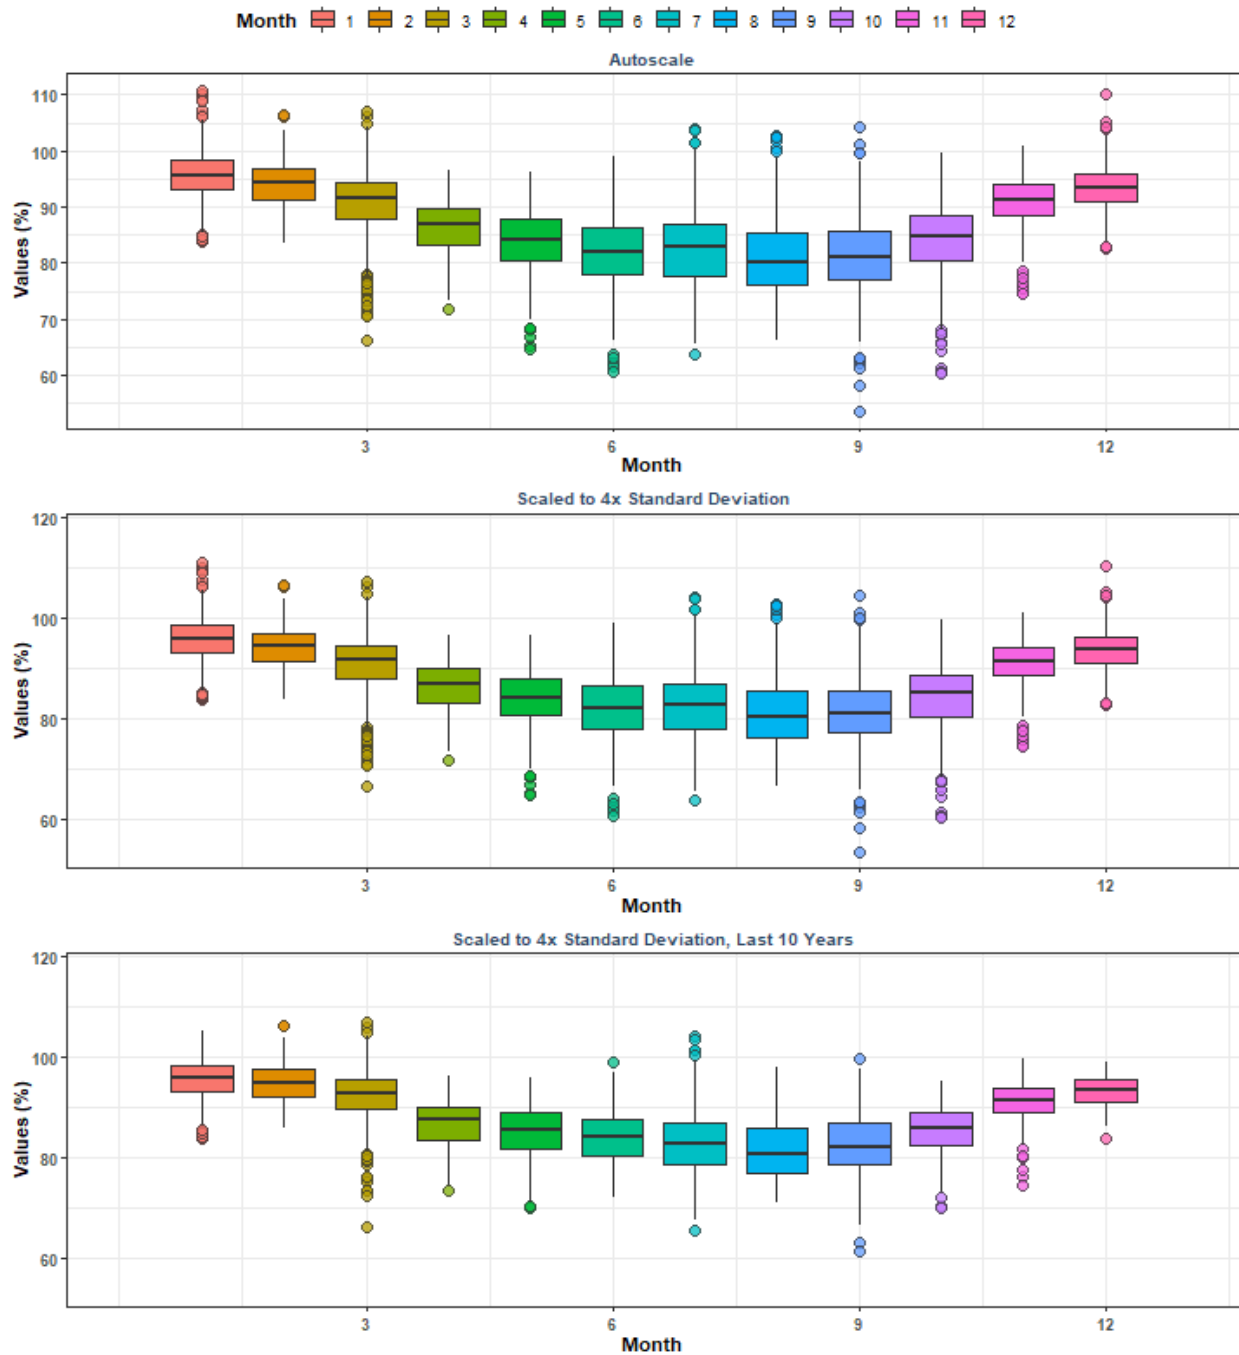 Month 1 2 3 4 5 6 7 8 9 10 11 12
Autoscale
Values (%)
110
100
90
80
70
60
3 6 9 12
Month
Scaled to 4x Standard Deviation
Values (%)
120
100
80
60
3 6 9 12
Month
Scaled to 4x Standard Deviation, Last 10 Years
Values (%)
120
100
80
60
3 6 9 12
Month